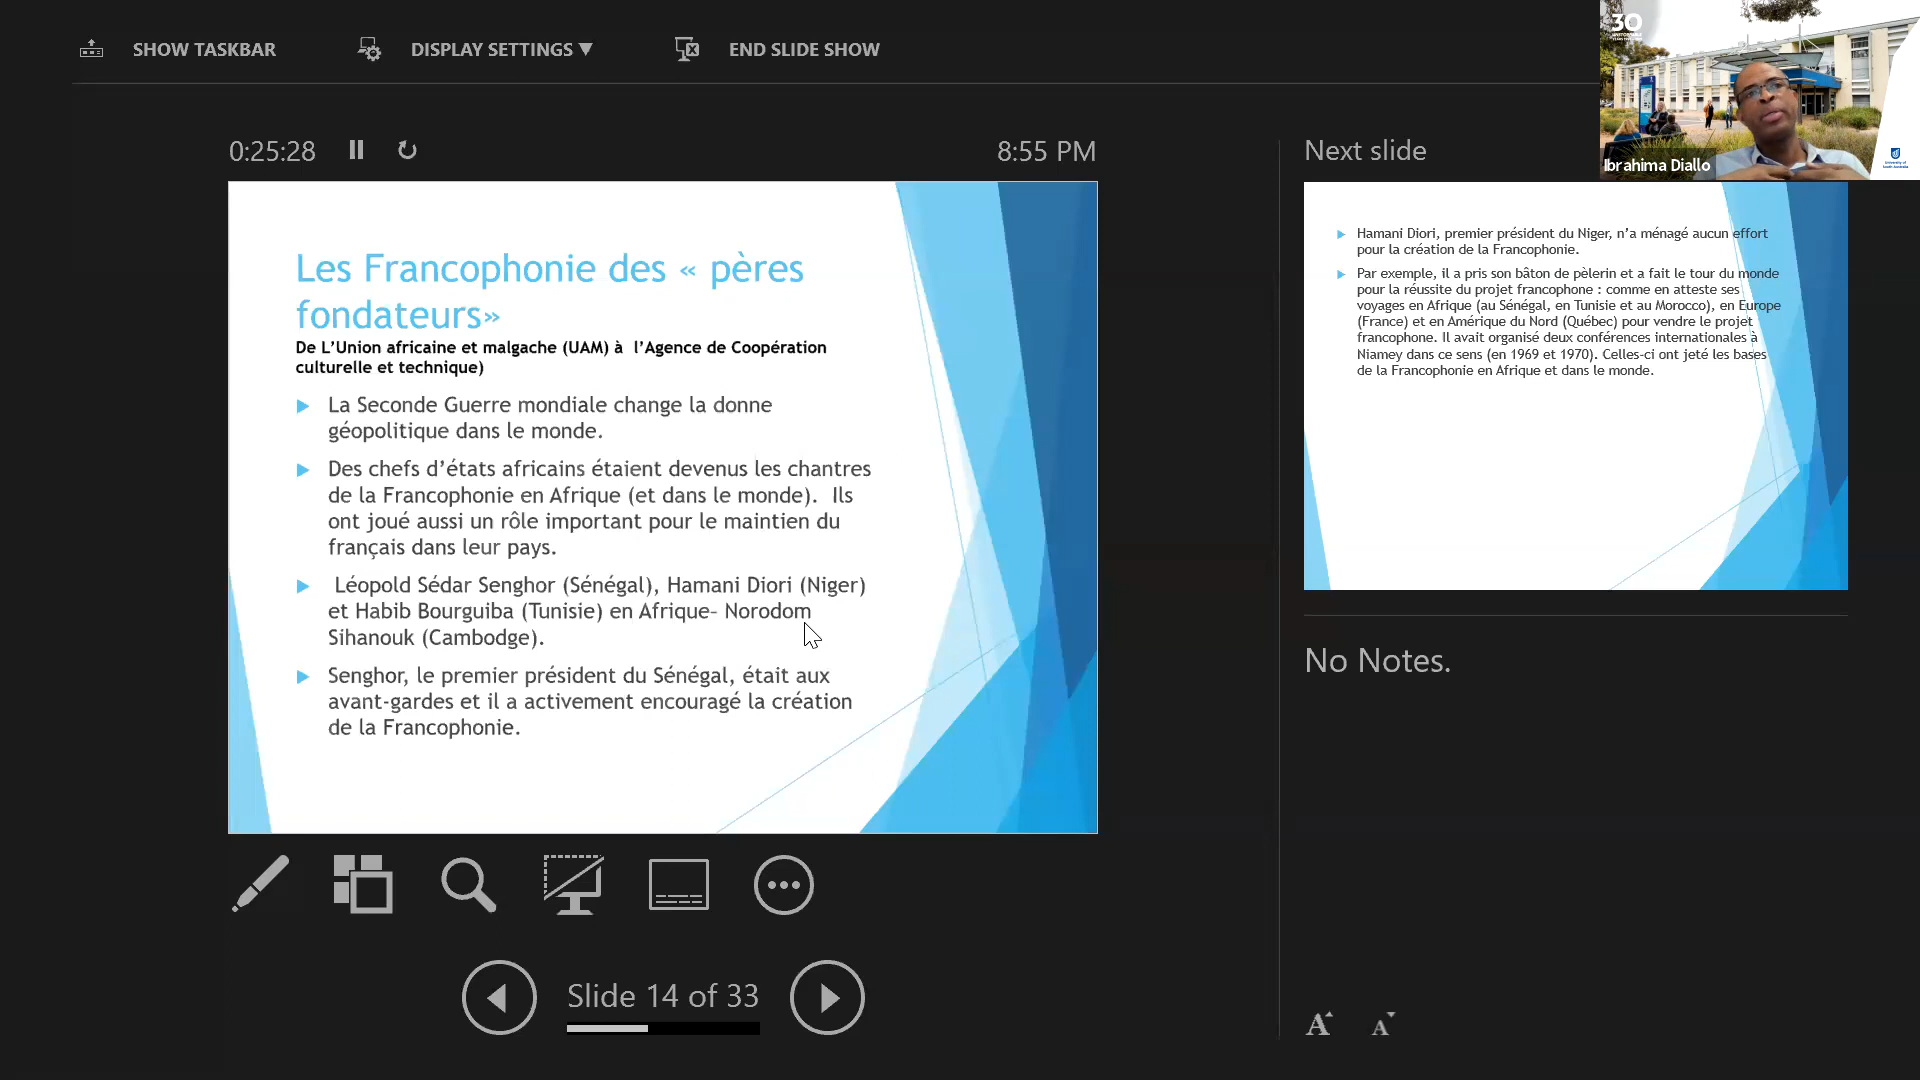 SHOW TASKBAR
DISPLAY SETTINGS ▼
END SLIDE SHOW
30
Ibrahima Diallo
0:25:28
8:55 PM
Les Francophonie des « pères
fondateurs»
De L’Union africaine et malgache (UAM) à l’Agence de Coopération
culturelle et technique)
La Seconde Guerre mondiale change la donne
géopolitique dans le monde.
Des chefs d’états africains étaient devenus les chantres
de la Francophonie en Afrique (et dans le monde). Ils
ont joué aussi un rôle important pour le maintien du
français dans leur pays.
Léopold Sédar Senghor (Sénégal), Hamani Diori (Niger)
et Habib Bourguiba (Tunisie) en Afrique– Norodom
Sihanouk (Cambodge).
Senghor, le premier président du Sénégal, était aux
avant-gardes et il a activement encouragé la création
de la Francophonie.
Slide 14 of 33
Next slide
Hamani Diori, premier président du Niger, n’a ménagé aucun effort
pour la création de la Francophonie.
Par exemple, il a pris son bâton de pèlerin et a fait le tour du monde
pour la réussite du projet francophone : comme en atteste ses
voyages en Afrique (au Sénégal, en Tunisie et au Morocco), en Europe
(France) et en Amérique du Nord (Québec) pour vendre le projet
francophone. Il avait organisé deux conférences internationales à
Niamey dans ce sens (en 1969 et 1970). Celles-ci ont jeté les bases
de la Francophonie en Afrique et dans le monde.
No Notes.
A A